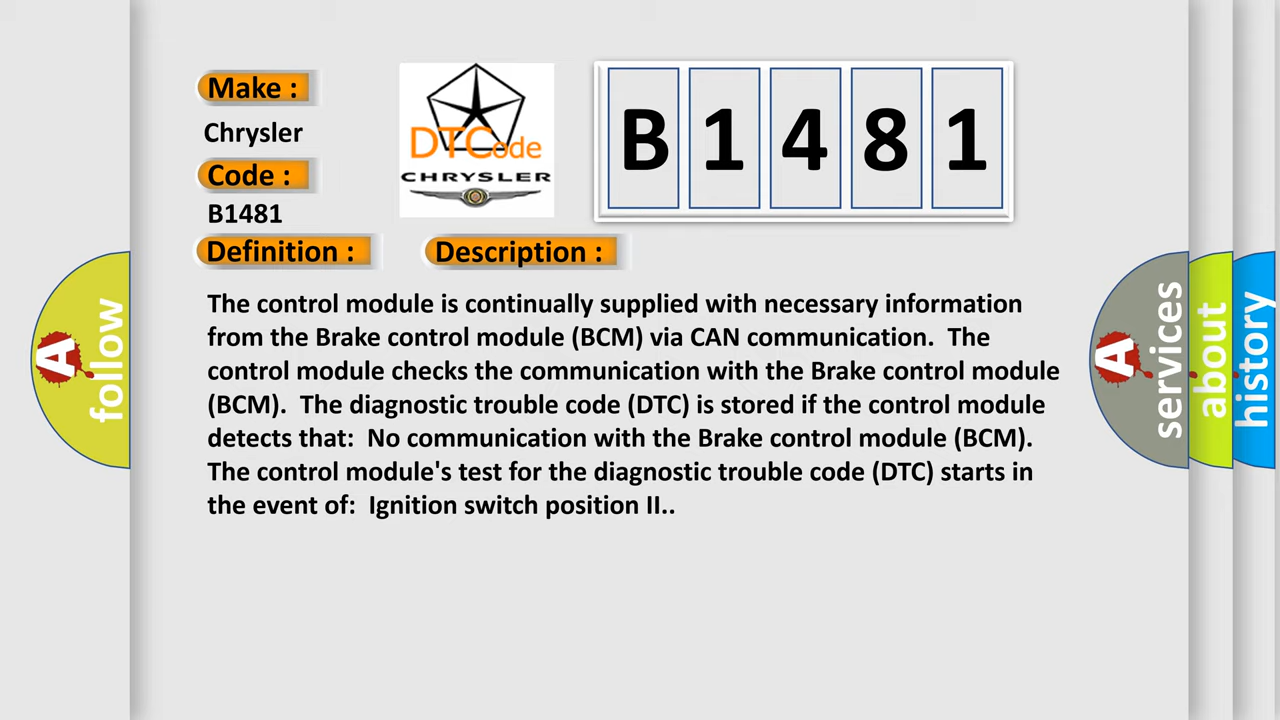 Make :
Chrysler
Code :
B1481
Definition :
Description :
DTCode
CHRYSLER
B 1 4 8 1
The control module is continually supplied with necessary information
from the Brake control module (BCM) via CAN communication. The
control module checks the communication with the Brake control module
(BCM). The diagnostic trouble code (DTC) is stored if the control module
detects that: No communication with the Brake control module (BCM).
The control module's test for the diagnostic trouble code (DTC) starts in
the event of: Ignition switch position II..
A follow
A services
about
history